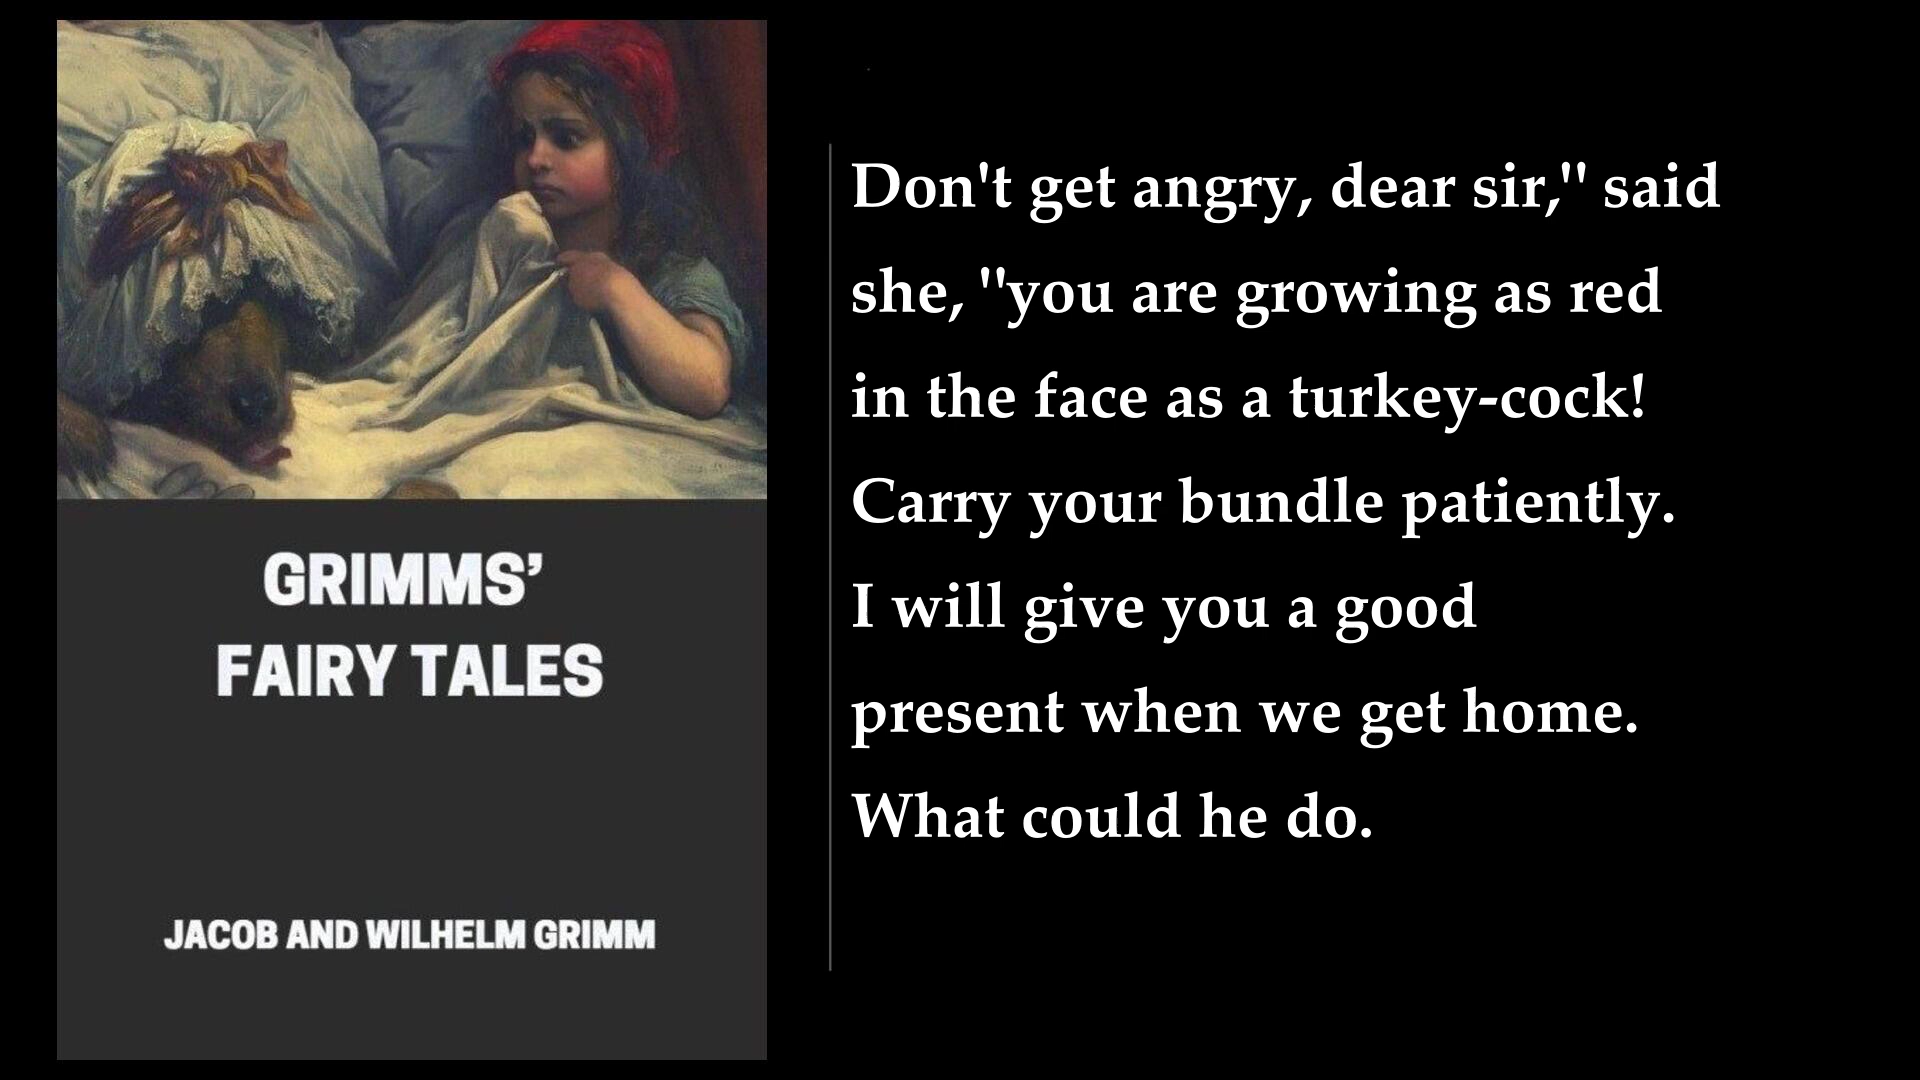 GRIMMS’
FAIRY TALES
JACOB AND WILHELM GRIMM
Don't get angry, dear sir," said
she, "you are growing as red
in the face as a turkey-cock!
Carry your bundle patiently.
I will give you a good
present when we get home.
What could he do.